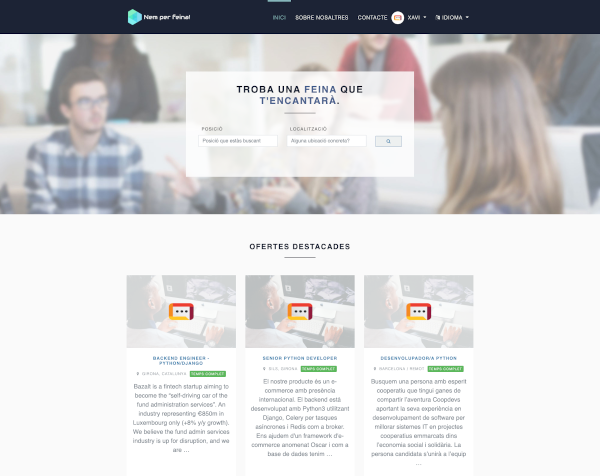 Nem per Feina!
INICI
SOBRE NOSALTRES
CONTACTE
XAVI
IDIOMA
TROBA UNA FEINA QUE
T'ENCANTARÀ.
POSICIÓ
LOCALITZACIÓ
Posició que estàs buscant!
Alguna ubicació concreta?
OFERTES DESTACADES
BACKEND ENGINEER -
PYTHON/DJANGO
GIRONA, CATALUNYA TEMPS COMPLET
Bazalt is a fintech startup aiming to
become the "self-driving car of the
fund administration services". An
industry representing €850m in
Luxembourg only (+8% y/y growth).
We believe the fund admin services
industry is up for disruption, and we
are ...
SENIOR PYTHON DEVELOPER
SILS, GIRONA TEMPS COMPLET
El nostre producte és un e-
commerce amb presència
internacional. El backend està
desenvolupat amb Python3 utilitzant
Django, Celery per tasques
asíncrones i Redis com a broker.
Ens ajudem d'un framework d'e-
commerce anomenat Oscar i com a
base de dades tenim ...
DESENVOLUPADOR/A PYTHON
BARCELONA / REMOT TEMPS COMPLET
Busquem una persona amb esperit
cooperatiu que tingui ganes de
compartir l'aventura Coopdevs
aportant la seva experiència en
desenvolupament de software per
millorar sistemes IT en projectes
cooperatius emmarcats dins
l'economia social i solidària. La
persona candidata s'unirà a l'equip
...